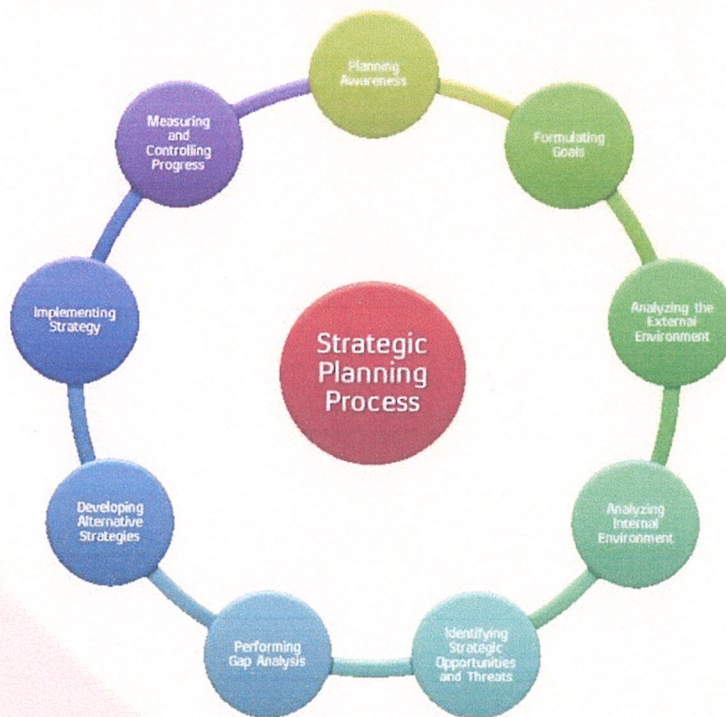 Planning
Awareness
Formulating
Goals
Analyzing the
External
Environment
Analyzing
Internal
Environment
Identifying
Strategic
Opportunities
and Threats
Performing
Gap Analysis
Developing
Alternative
Strategies
Implementing
Strategy
Measuring
and
Controlling
Progress
Strategic
Planning
Process